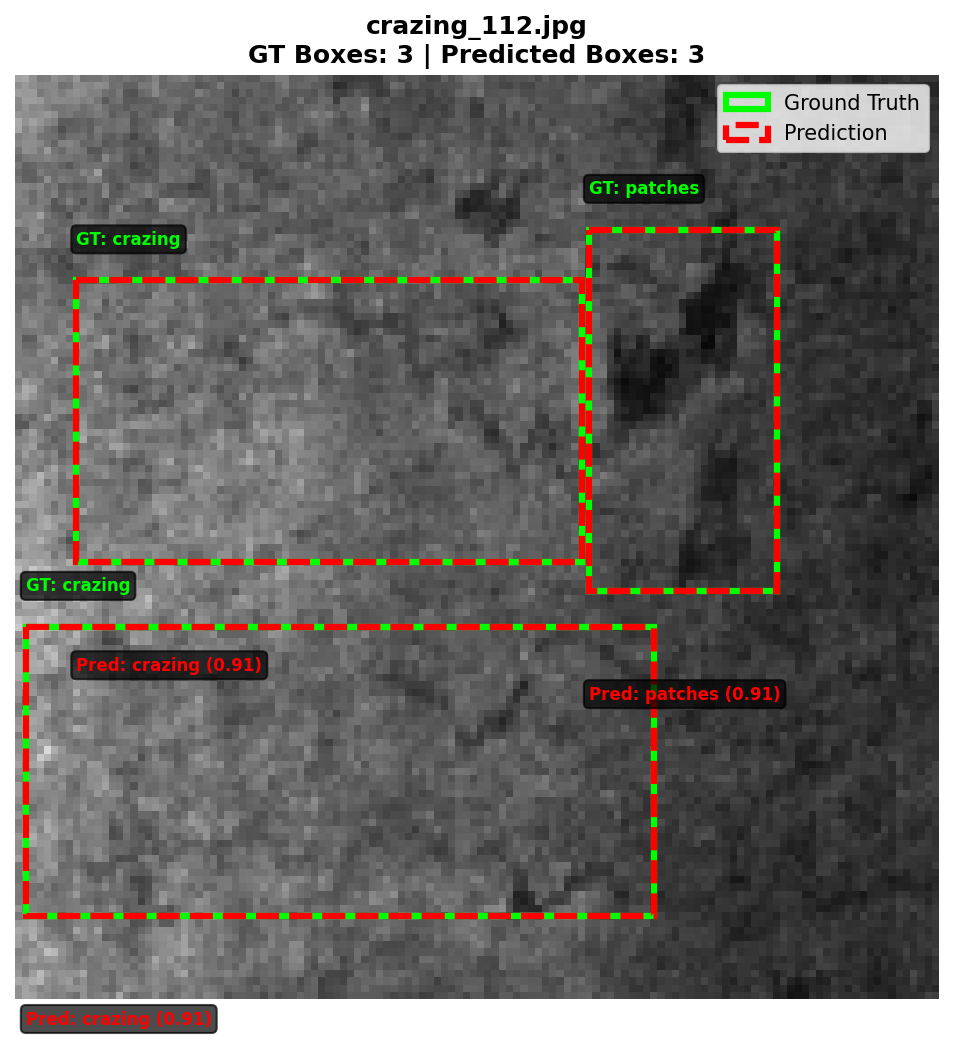 crazing_112.jpg
GT Boxes: 3 | Predicted Boxes: 3
Ground Truth
Prediction
GT: patches
GT: crazing
GT: crazing
Pred: crazing (0.91)
Pred: patches (0.91)
Pred: crazing (0.91)